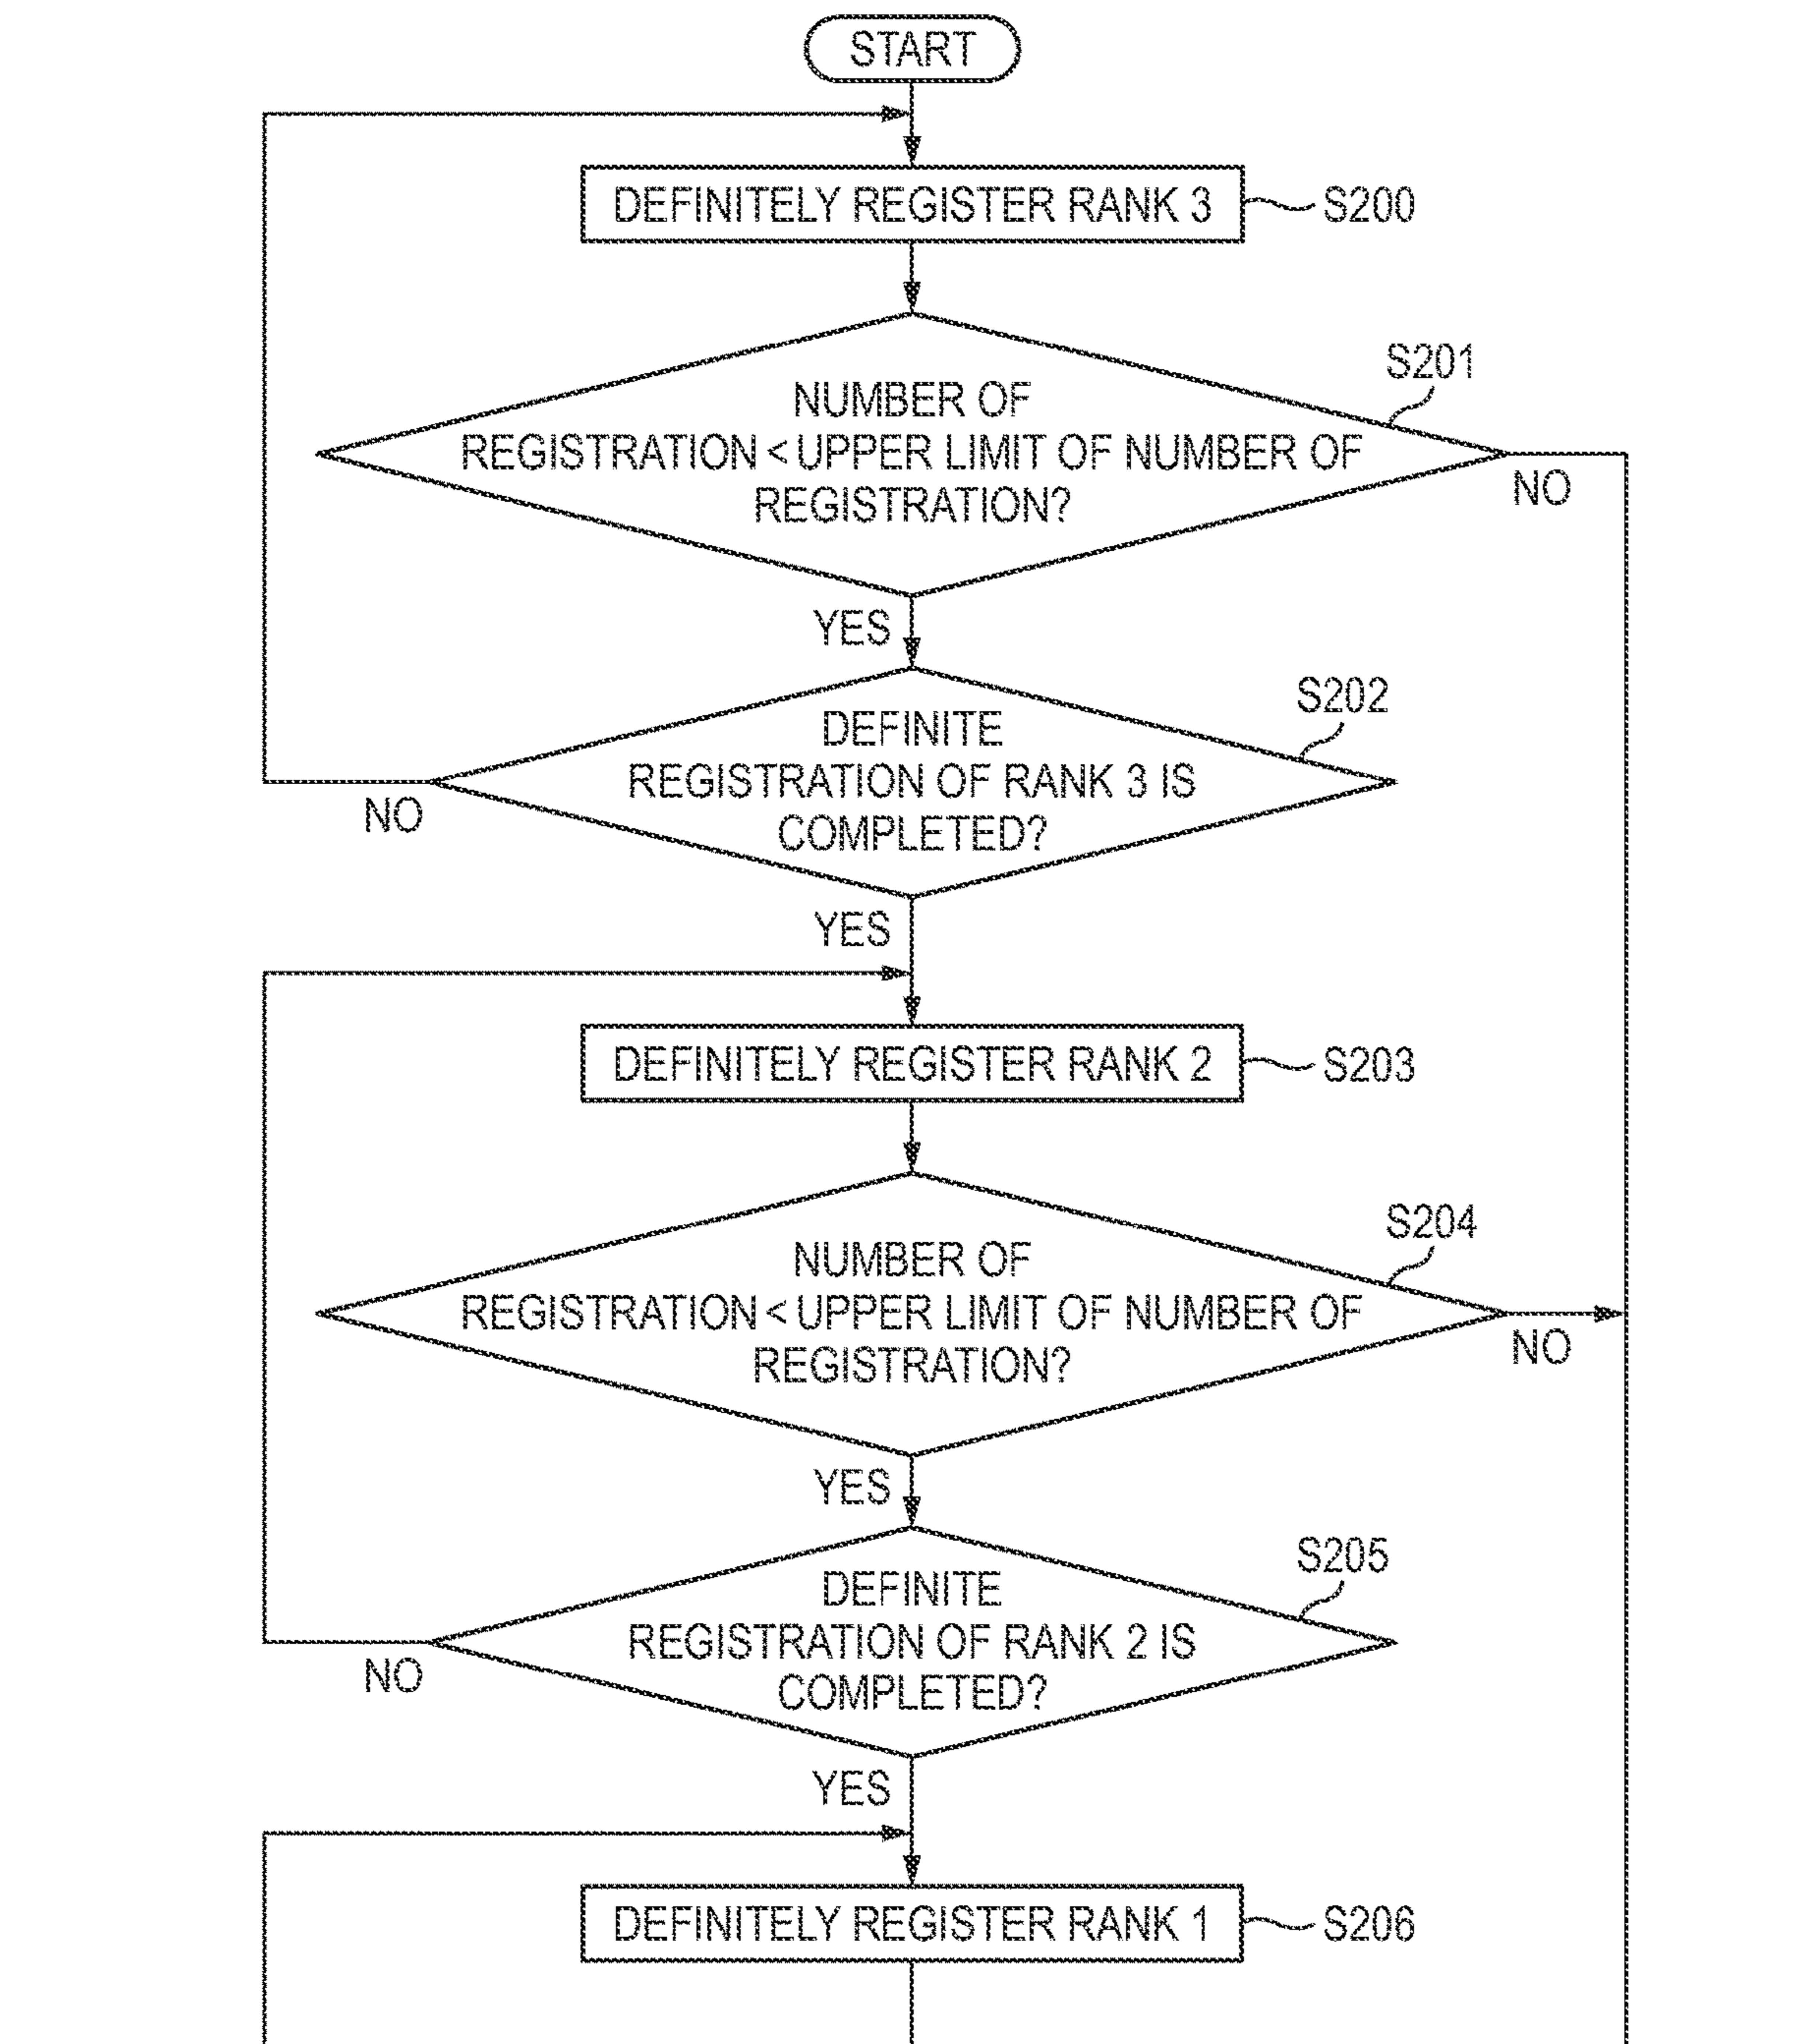 START
DEFINITELY REGISTER RANK 3
S200
S201
NUMBER OF
REGISTRATION < UPPER LIMIT OF NUMBER OF
REGISTRATION?
NO
YES
S202
DEFINITE
REGISTRATION OF RANK 3 IS
COMPLETED?
NO
YES
DEFINITELY REGISTER RANK 2
S203
S204
NUMBER OF
REGISTRATION < UPPER LIMIT OF NUMBER OF
REGISTRATION?
NO
YES
S205
DEFINITE
REGISTRATION OF RANK 2 IS
COMPLETED?
NO
YES
DEFINITELY REGISTER RANK 1
S206